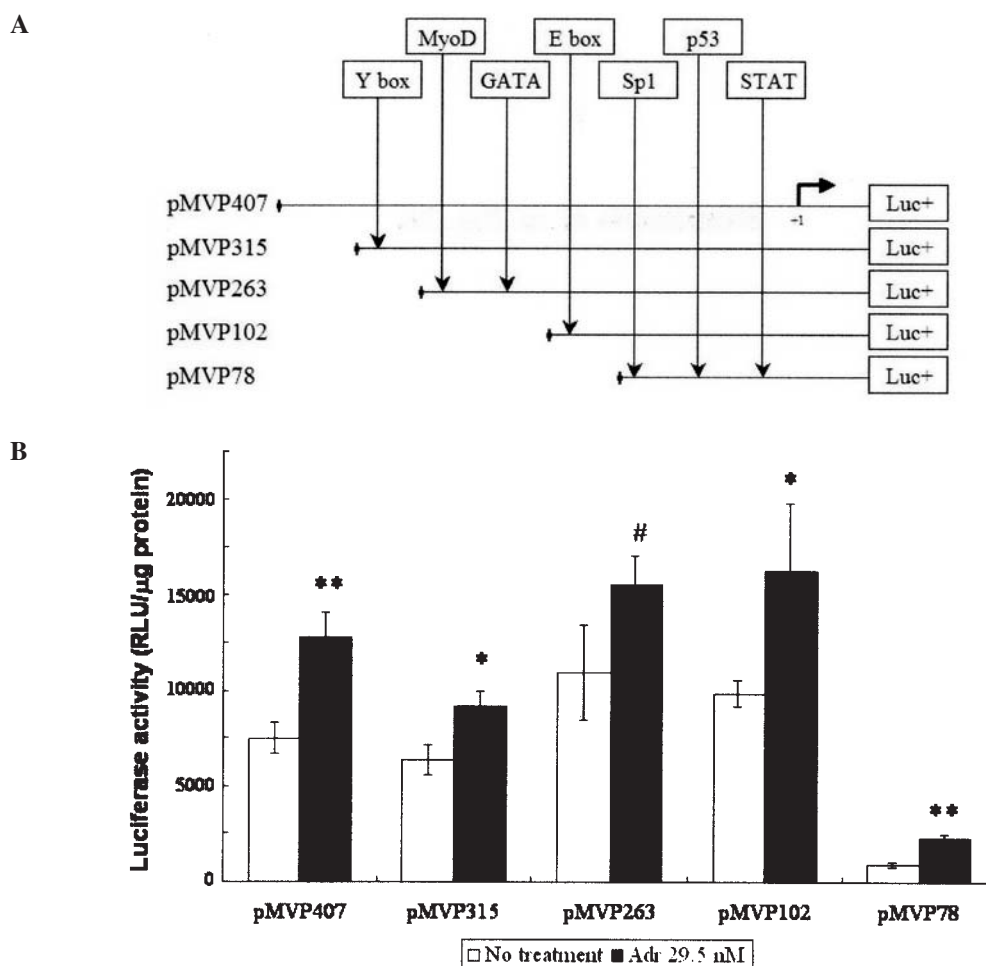 A
MyoD E box p53
Y box GATA Sp1 STAT
pMVP407 +1 Luc+
pMVP315 Luc+
pMVP263 Luc+
pMVP102 Luc+
pMVP78 Luc+
B
Luciferase activity (RLU/µg protein)
20000
15000
10000
5000
0
** * # * **
pMVP407 pMVP315 pMVP263 pMVP102 pMVP78
No treatment Adr 29.5 nM